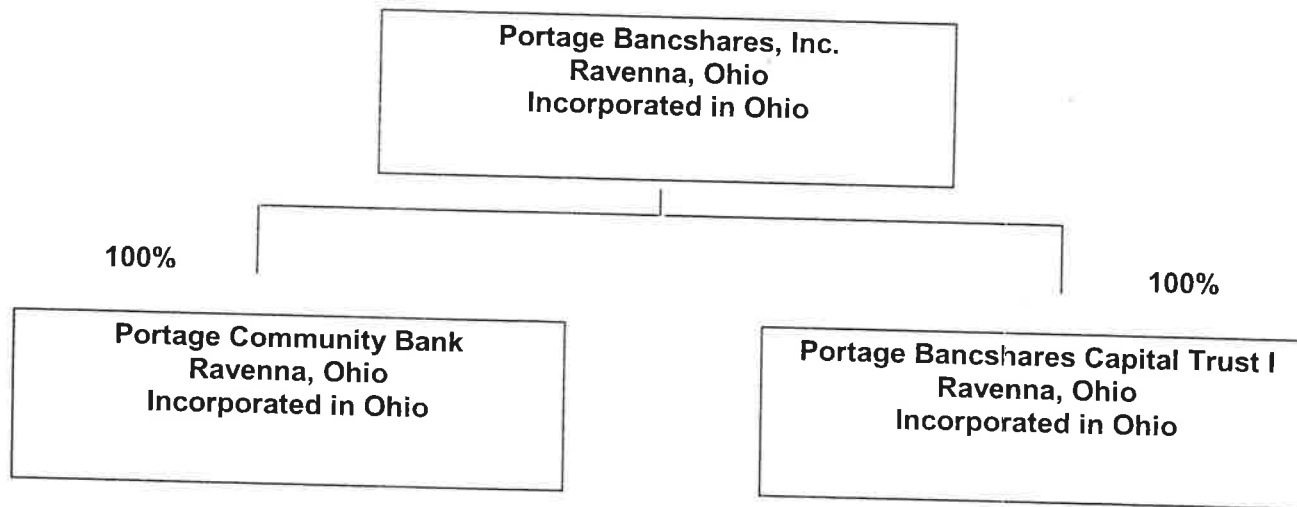 Portage Bancshares, Inc.
Ravenna, Ohio
Incorporated in Ohio
100%
100%
Portage Community Bank
Ravenna, Ohio
Incorporated in Ohio
Portage Bancshares Capital Trust I
Ravenna, Ohio
Incorporated in Ohio